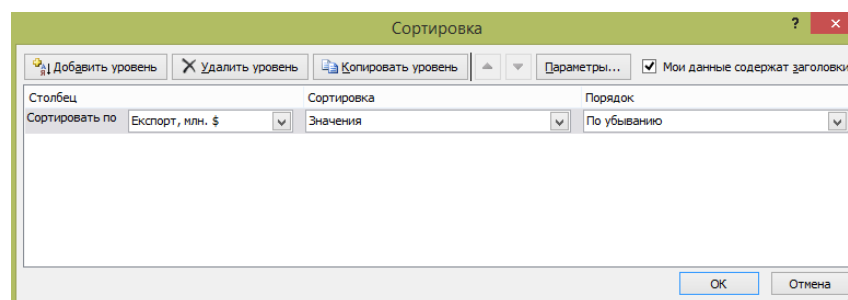 Сортировка ?
Добавить уровень Удалить уровень Копировать уровень Параметры... Мои данные содержат заголовки
Столбец Сортировка Порядок
Сортировать по Експорт, млн. $ Значения По убыванию
ОК Отмена